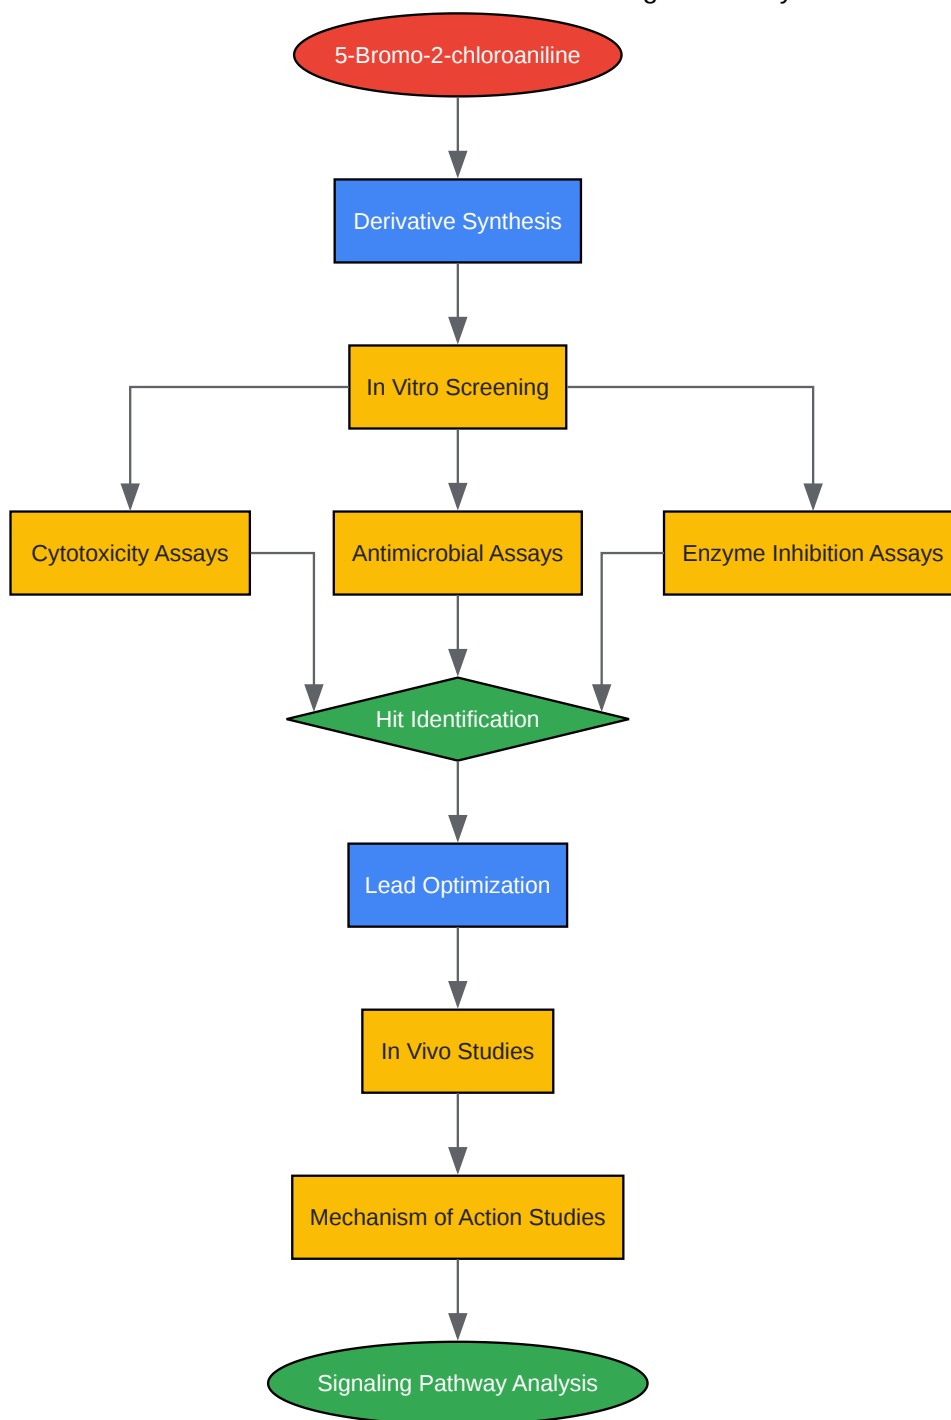 5-Bromo-2-chloroaniline
Derivative Synthesis
In Vitro Screening
Cytotoxicity Assays
Antimicrobial Assays
Enzyme Inhibition Assays
Hit Identification
Lead Optimization
In Vivo Studies
Mechanism of Action Studies
Signaling Pathway Analysis